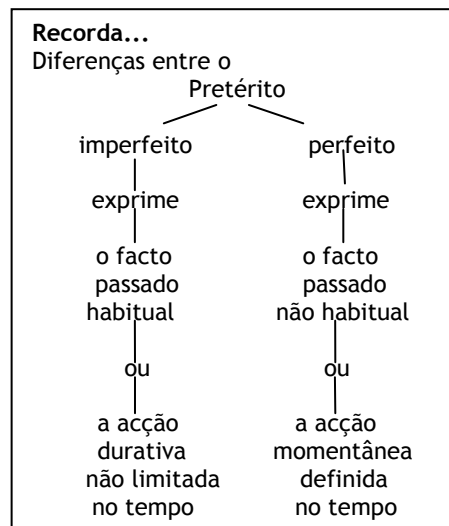 Recorda...
Diferenças entre o
Pretérito
imperfeito
exprime
o facto
passado
habitual
ou
a acção
durativa
não limitada
no tempo
perfeito
exprime
o facto
passado
não habitual
ou
a acção
momentânea
definida
no tempo